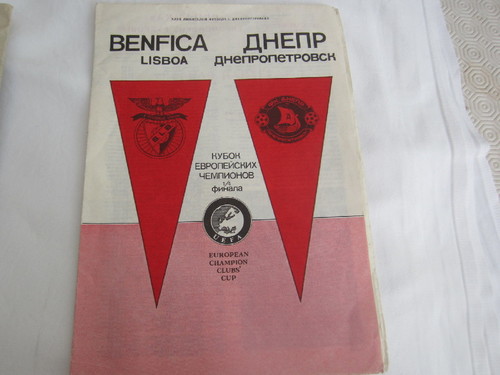 BENFICA ДНЕПР
LISBOA ДНЕПРОПЕТРОВСК
КУБОК
ЕВРОПЕЙСКИХ
ЧЕМПИОНОВ
1/4
финала
UEFA
EUROPEAN
CHAMPION
CLUBS'
CUP